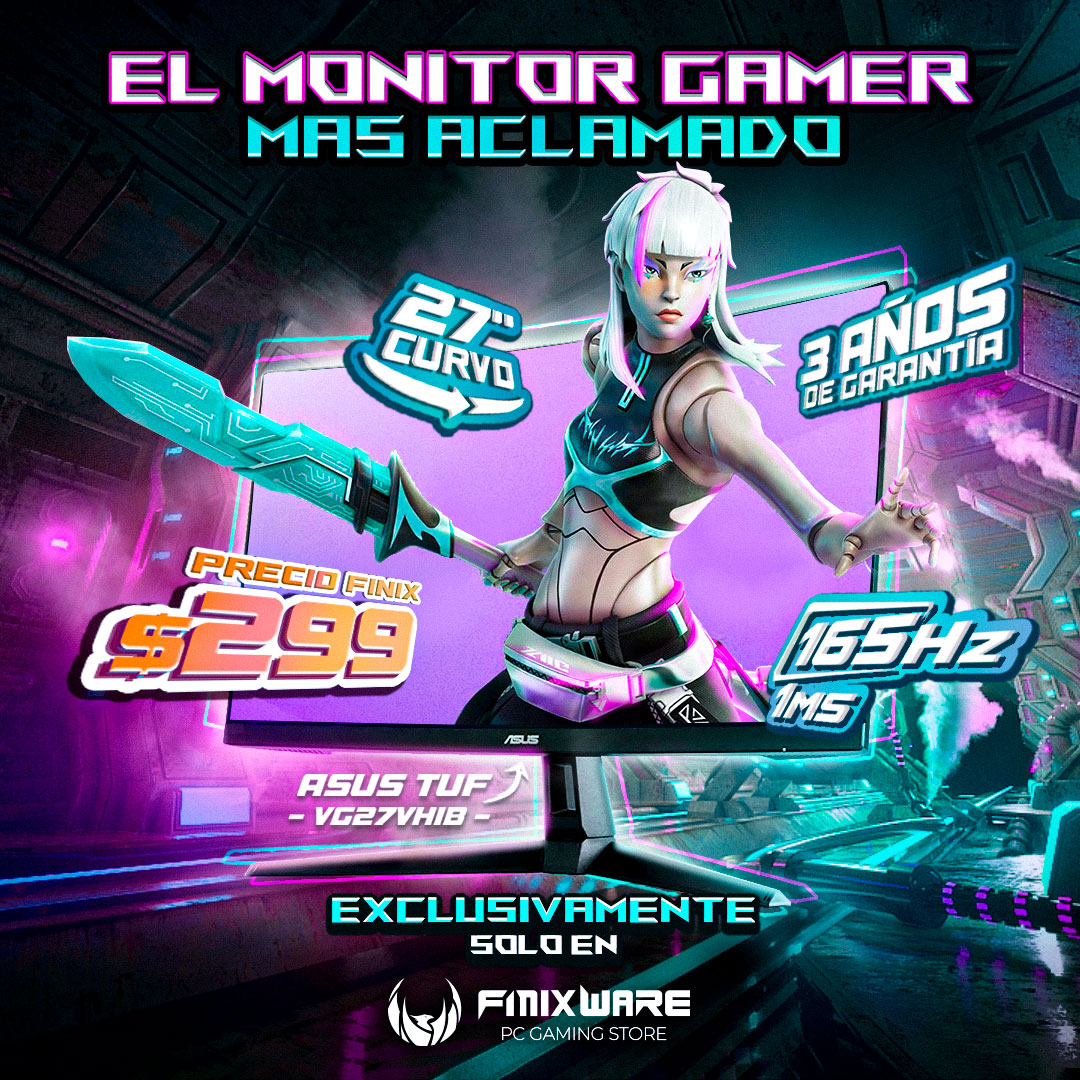 EL MONITOR GAMER
MAS ACLAMADO
27"
CURVO
3 AÑOS
DE GARANTÍA
PRECIO FINIX
$299
165Hz
1MS
ASUS
ASUS TUF
- VG27VH1B -
EXCLUSIVAMENTE
SOLO EN
FINIXWARE
PC GAMING STORE